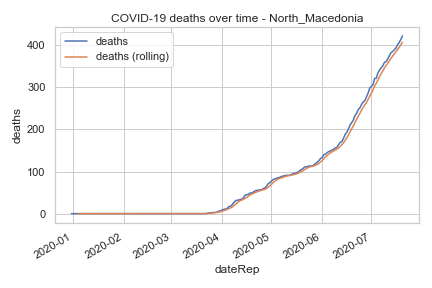 COVID-19 deaths over time - North_Macedonia
deaths
deaths (rolling)
400
300
200
100
0
deaths
2020-01
2020-02
2020-03
2020-04
2020-05
2020-06
2020-07
dateRep